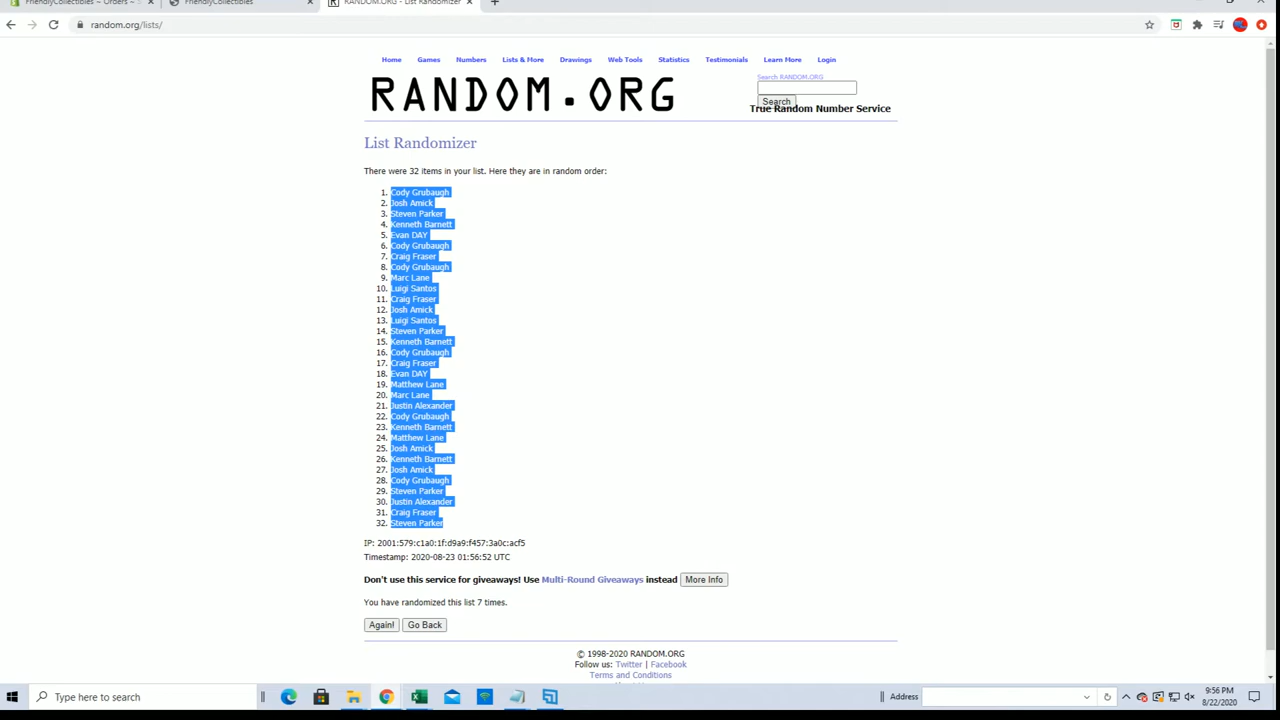 FriendlyCollectibles ~ Orders ~ S
FriendlyCollectibles
RANDOM.ORG - List Randomizer
random.org/lists/
Home Games Numbers Lists & More Drawings Web Tools Statistics Testimonials Learn More Login
RANDOM.ORG
Search RANDOM.ORG
Search
True Random Number Service
List Randomizer
There were 32 items in your list. Here they are in random order:
1. Cody Grubaugh
2. Josh Amick
3. Steven Parker
4. Kenneth Barnett
5. Evan DAY
6. Cody Grubaugh
7. Craig Fraser
8. Cody Grubaugh
9. Marc Lane
10. Luigi Santos
11. Craig Fraser
12. Josh Amick
13. Luigi Santos
14. Steven Parker
15. Kenneth Barnett
16. Cody Grubaugh
17. Craig Fraser
18. Evan DAY
19. Matthew Lane
20. Marc Lane
21. Justin Alexander
22. Cody Grubaugh
23. Kenneth Barnett
24. Matthew Lane
25. Josh Amick
26. Kenneth Barnett
27. Josh Amick
28. Cody Grubaugh
29. Steven Parker
30. Justin Alexander
31. Craig Fraser
32. Steven Parker
IP: 2001:579:c1a0:1f:d9a9:f457:3a0c:acf5
Timestamp: 2020-08-23 01:56:52 UTC
Don't use this service for giveaways! Use Multi-Round Giveaways instead More Info
You have randomized this list 7 times.
Again! Go Back
© 1998-2020 RANDOM.ORG
Follow us: Twitter | Facebook
Terms and Conditions
Type here to search
Address
9:56 PM
8/22/2020